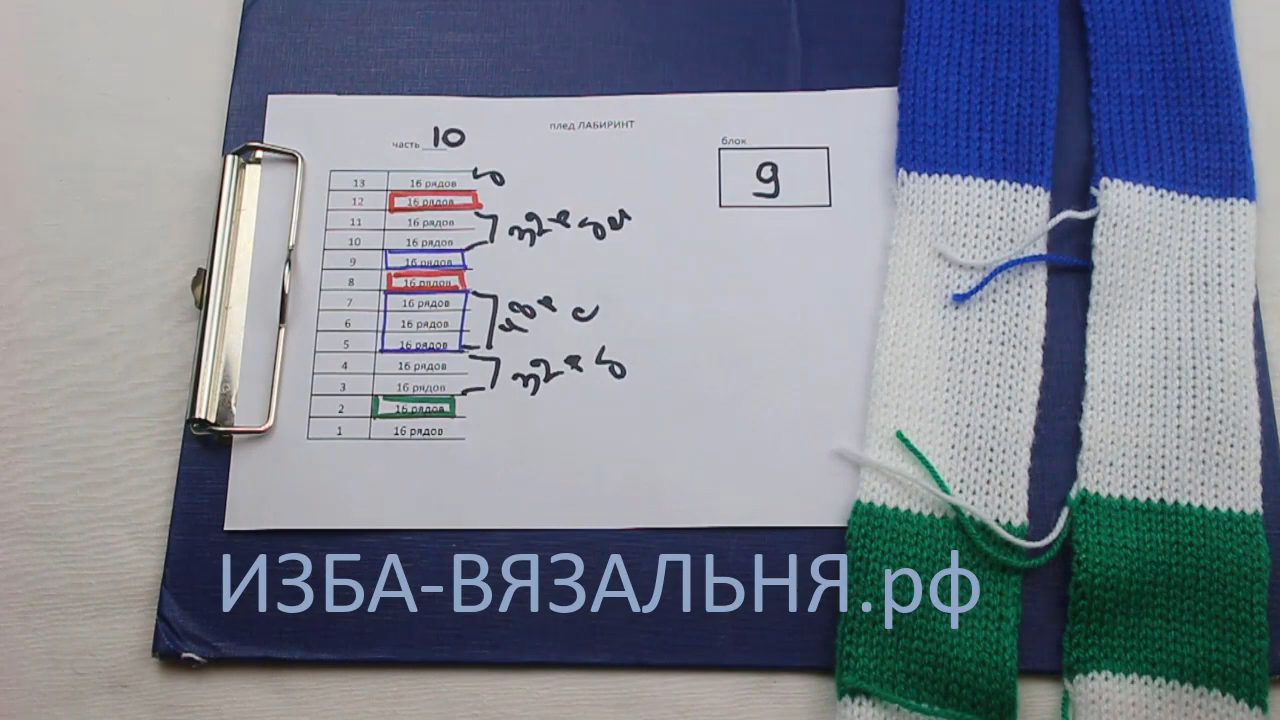 плед ЛАБИРИНТ
часть 10
блок
9
13 16 рядов б
12 16 рядов
11 16 рядов
10 16 рядов
9 16 рядов
8 16 рядов
7 16 рядов
6 16 рядов
5 16 рядов
4 16 рядов
3 16 рядов
2 16 рядов
1 16 рядов
32 р б
48 р с
ИЗБА-ВЯЗАЛЬНЯ.рф